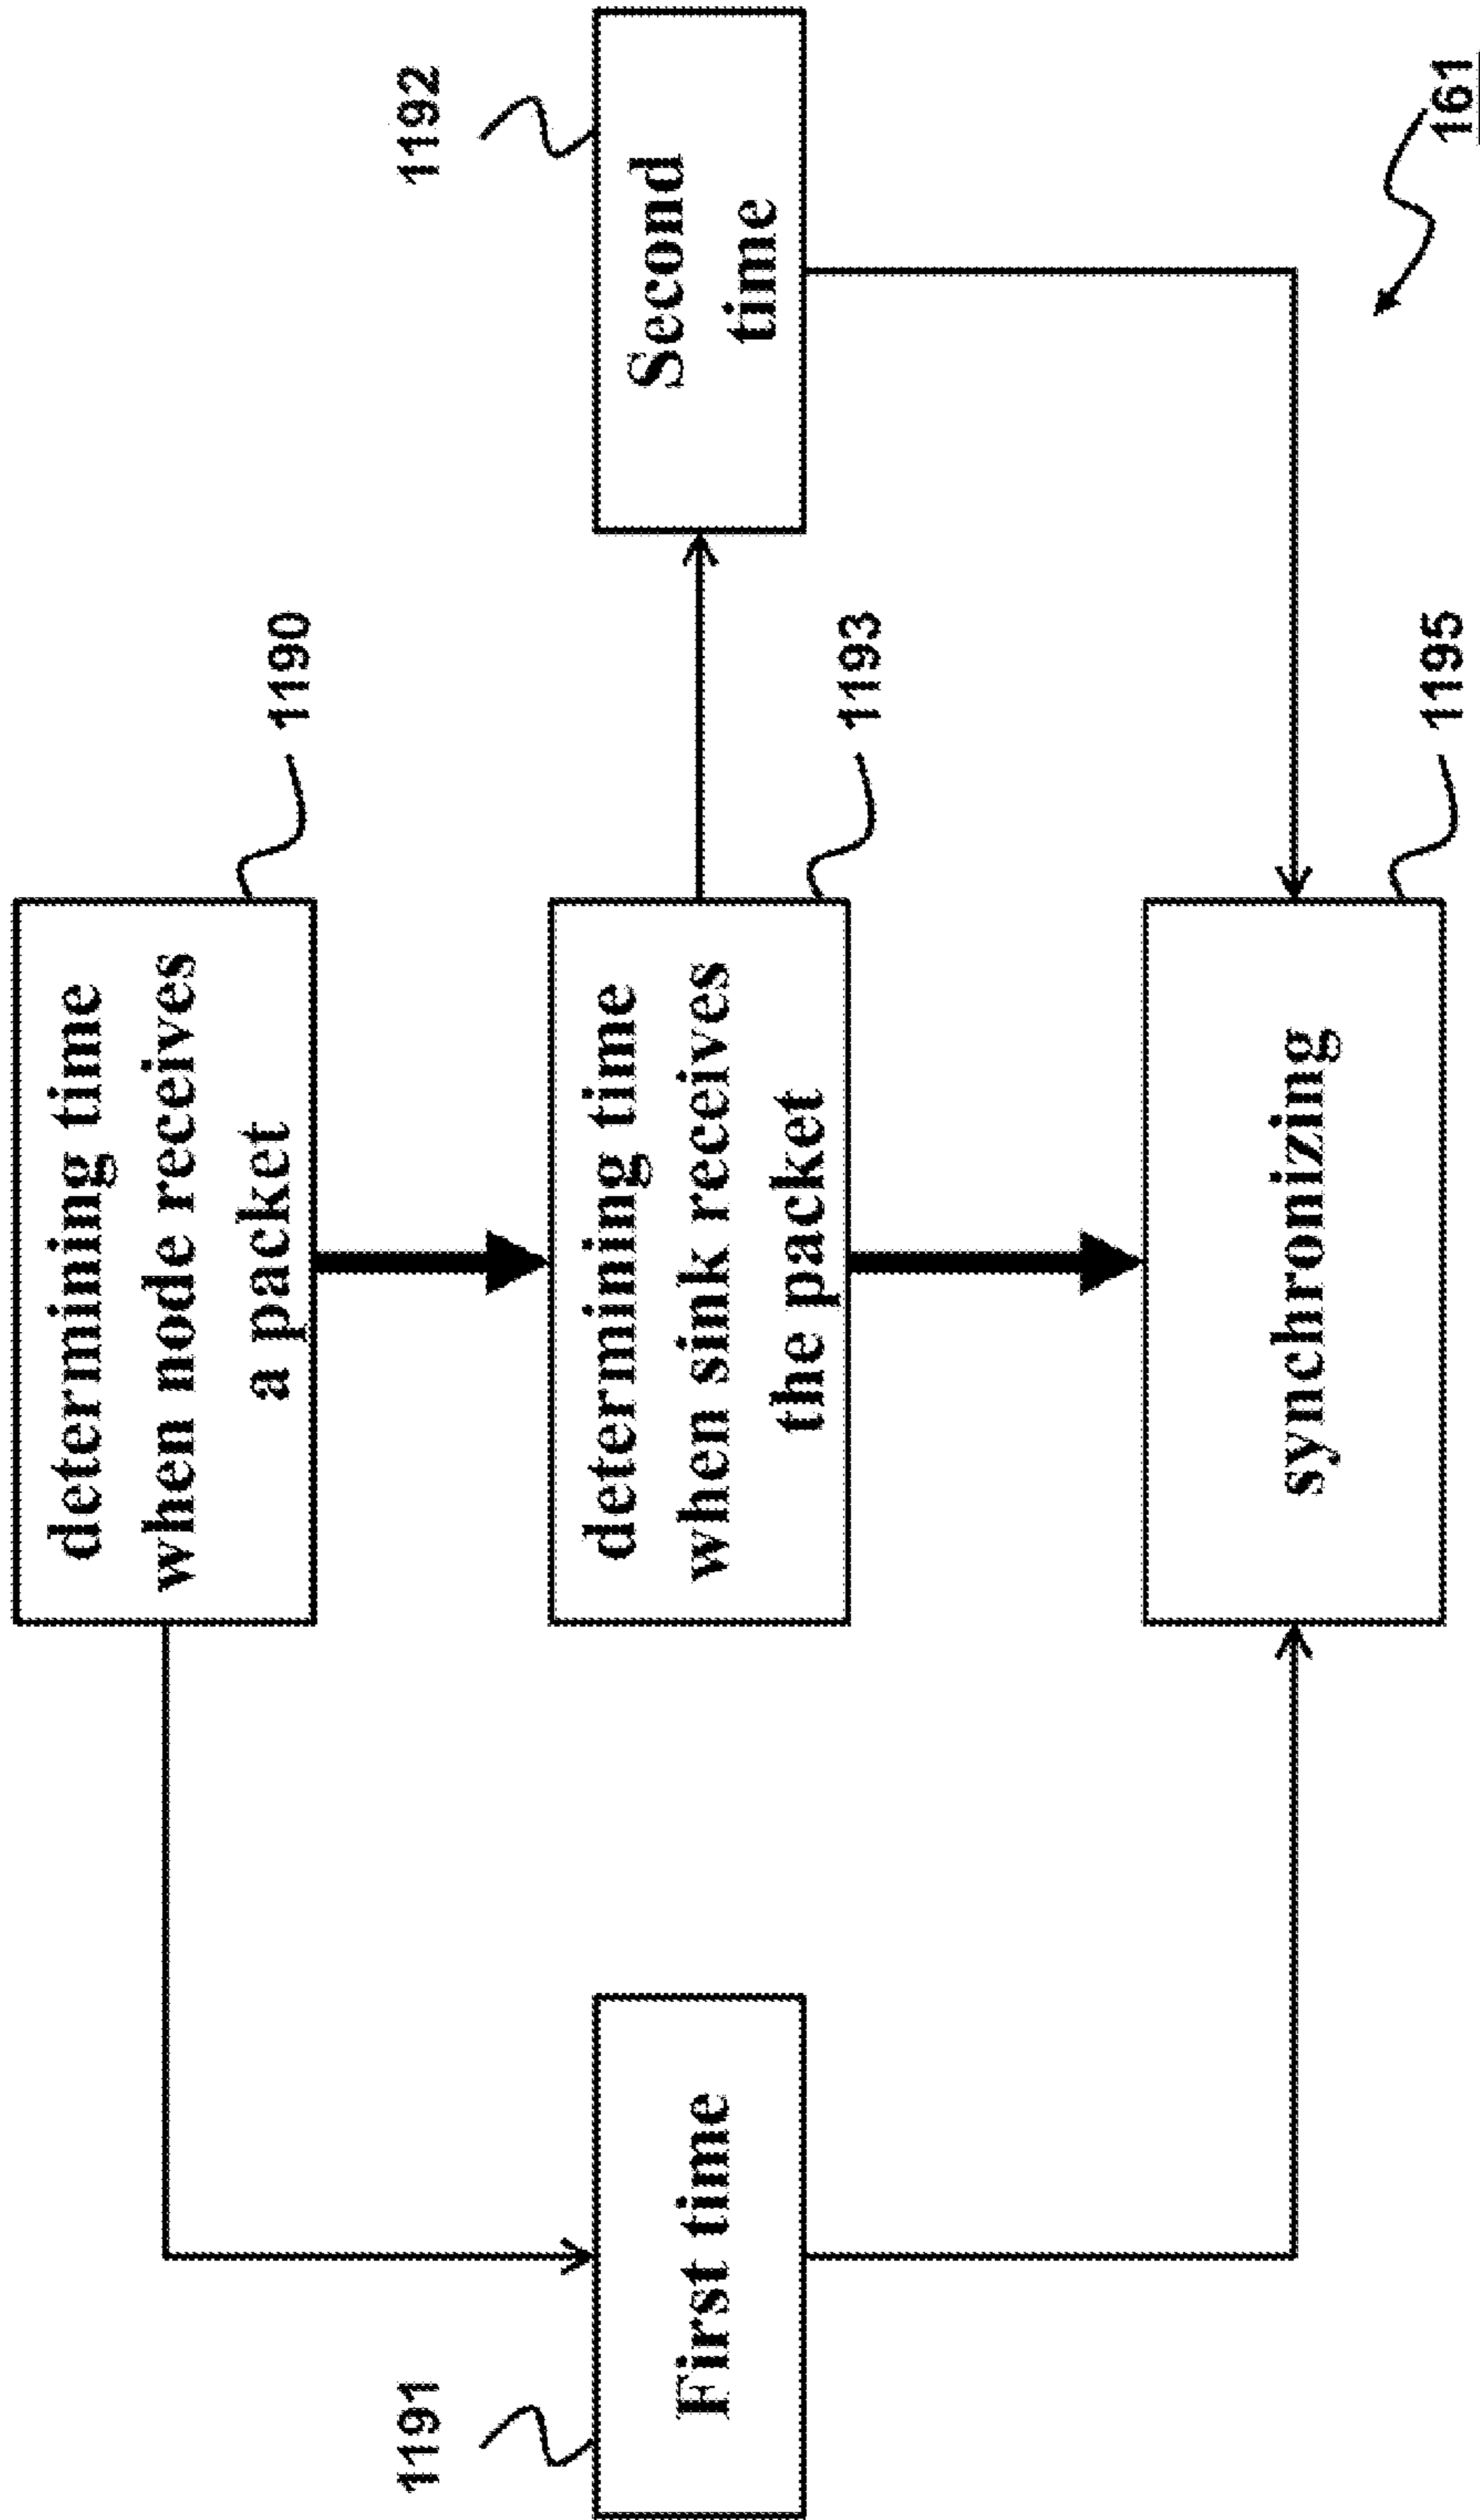 determining time
when node receives
a packet
1190
1191
First time
determining time
when sink receives
the packet
1193
1192
Second
time
synchronizing
1195
161